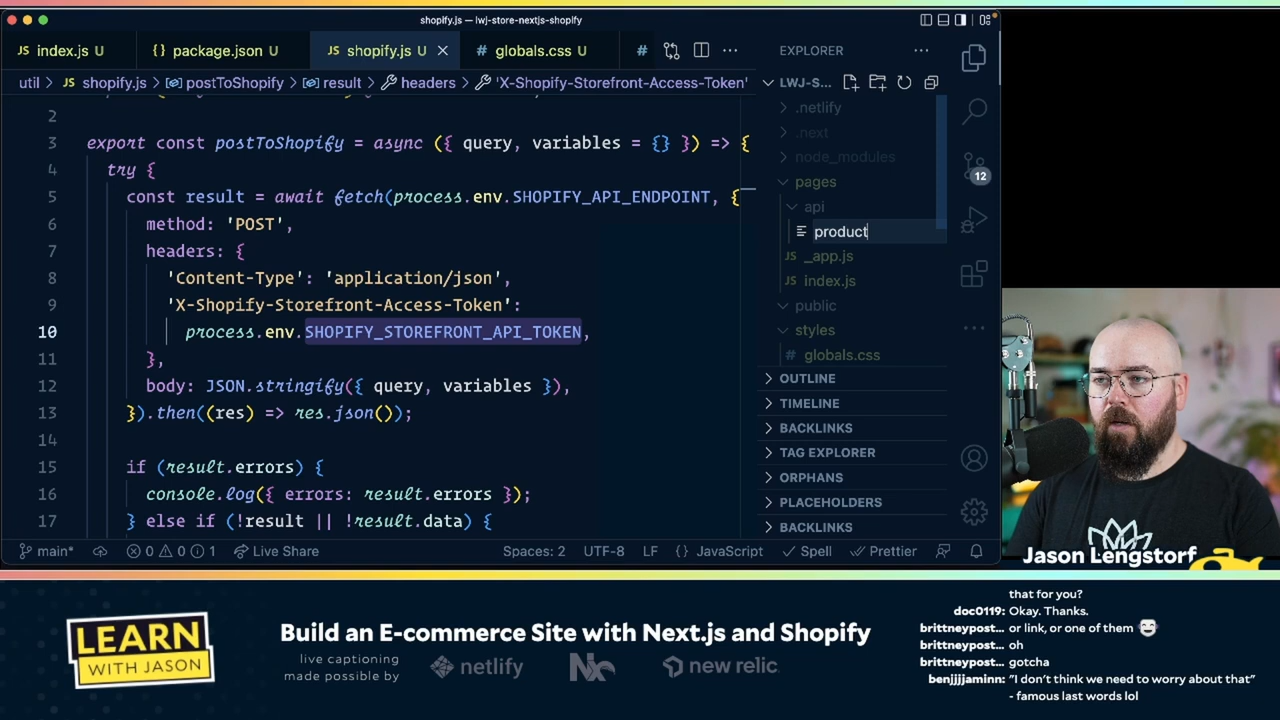 shopify.js — lwj-store-nextjs-shopify
index.js U
{} package.json U
JS shopify.js U
# globals.css U
#
EXPLORER
util > JS shopify.js > postToShopify > result > headers > 'X-Shopify-Storefront-Access-Token'
LWJ-S...
2
3 export const postToShopify = async ({ query, variables = {} }) => {
4 try {
5 const result = await fetch(process.env.SHOPIFY_API_ENDPOINT, {
6 method: 'POST',
7 headers: {
8 'Content-Type': 'application/json',
9 'X-Shopify-Storefront-Access-Token':
10 process.env.SHOPIFY_STOREFRONT_API_TOKEN,
11 },
12 body: JSON.stringify({ query, variables }),
13 }).then((res) => res.json());
14
15 if (result.errors) {
16 console.log({ errors: result.errors });
17 } else if (!result || !result.data) {
.netlify
.next
node_modules
pages
api
product
JS _app.js
JS index.js
public
styles
# globals.css
OUTLINE
TIMELINE
BACKLINKS
TAG EXPLORER
ORPHANS
PLACEHOLDERS
BACKLINKS
12
main* 0 0 1 Live Share Spaces: 2 UTF-8 LF {} JavaScript Spell Prettier
Jason Lengstorf
LEARN
WITH JASON
Build an E-commerce Site with Next.js and Shopify
live captioning
made possible by
netlify
new relic
that for you?
doc0119: Okay. Thanks.
brittneypost... or link, or one of them
brittneypost... oh
brittneypost... gotcha
benjjjjaminn: "I don't think we need to worry about that"
- famous last words lol